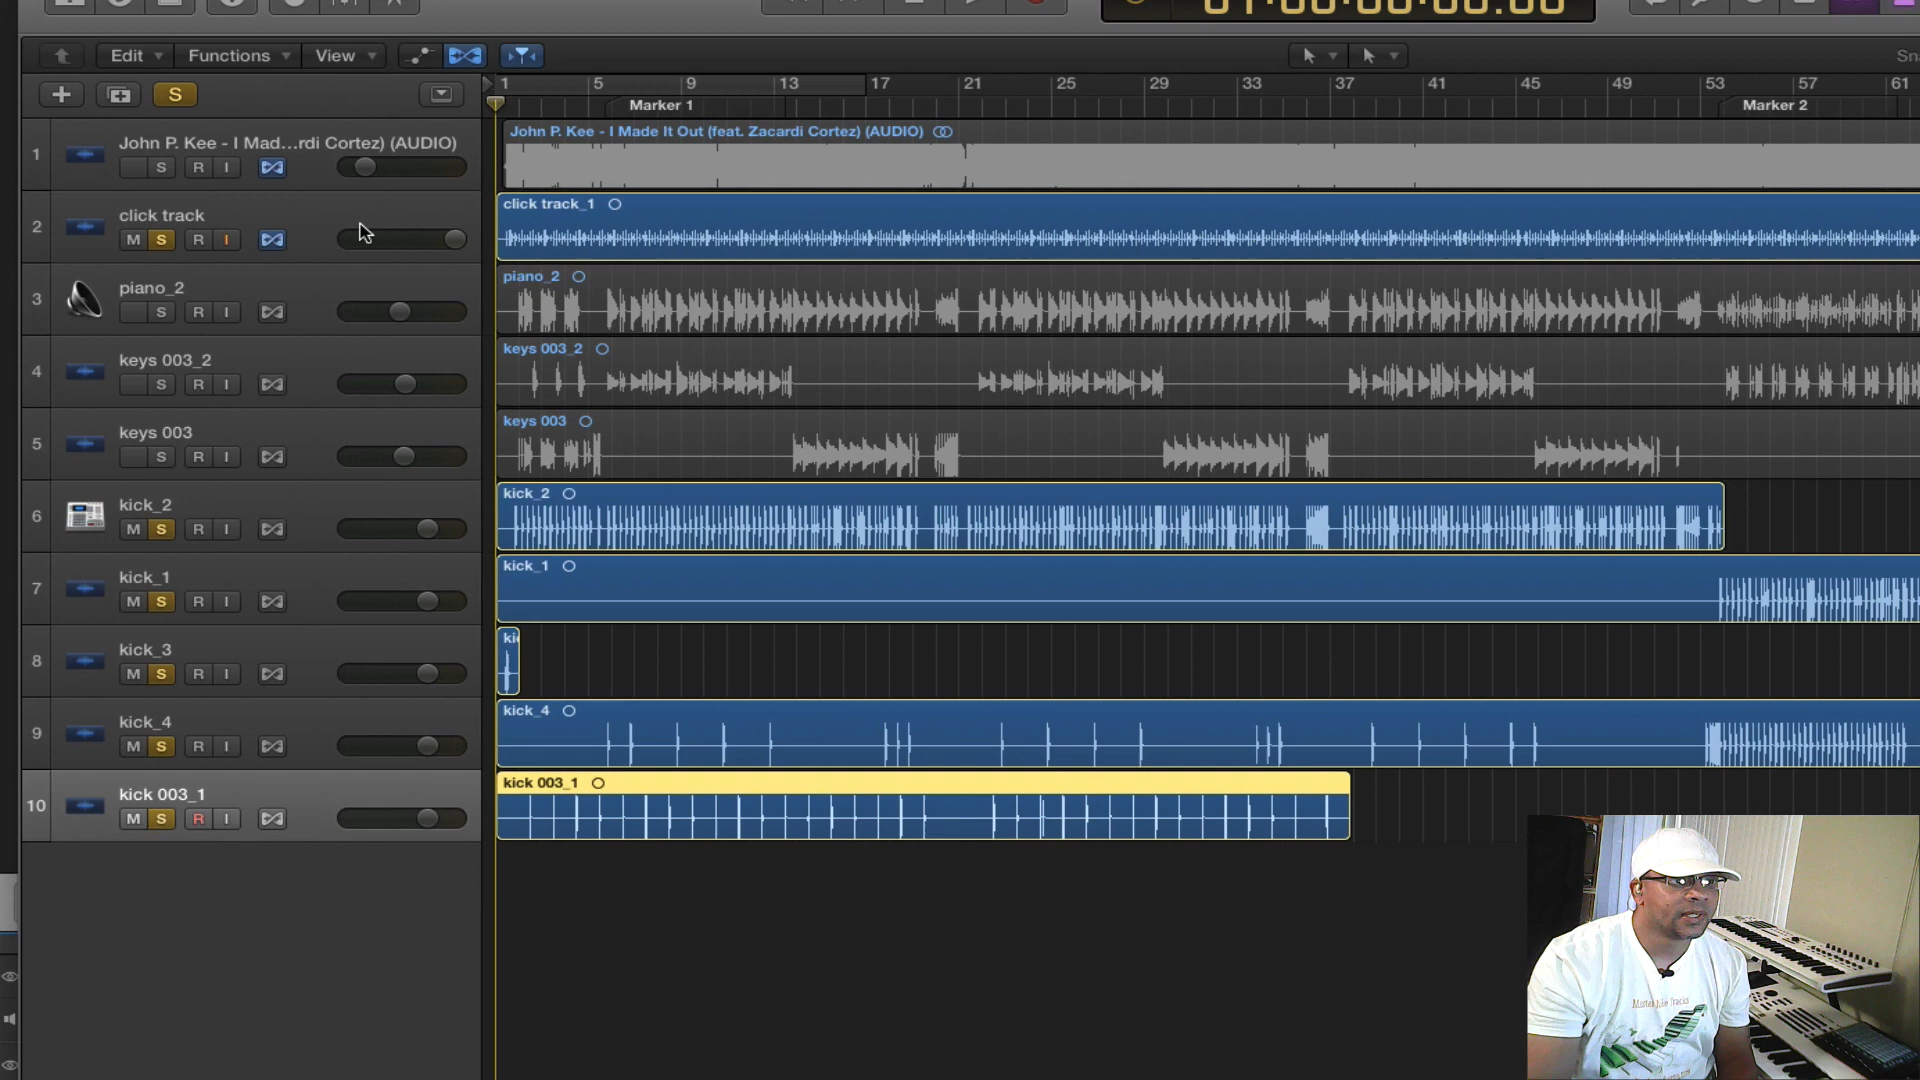 Edit Functions View
S
1 5 9 13 17 21 25 29 33 37 41 45 49 53 57 61
Marker 1 Marker 2
1 John P. Kee - I Mad...rdi Cortez) (AUDIO)
S R I
John P. Kee - I Made It Out (feat. Zacardi Cortez) (AUDIO)
2 click track
M S R I
click track_1
3 piano_2
S R I
piano_2
4 keys 003_2
S R I
keys 003_2
5 keys 003
S R I
keys 003
6 kick_2
M S R I
kick_2
7 kick_1
M S R I
kick_1
8 kick_3
M S R I
9 kick_4
M S R I
kick_4
10 kick 003_1
M S R I
kick 003_1